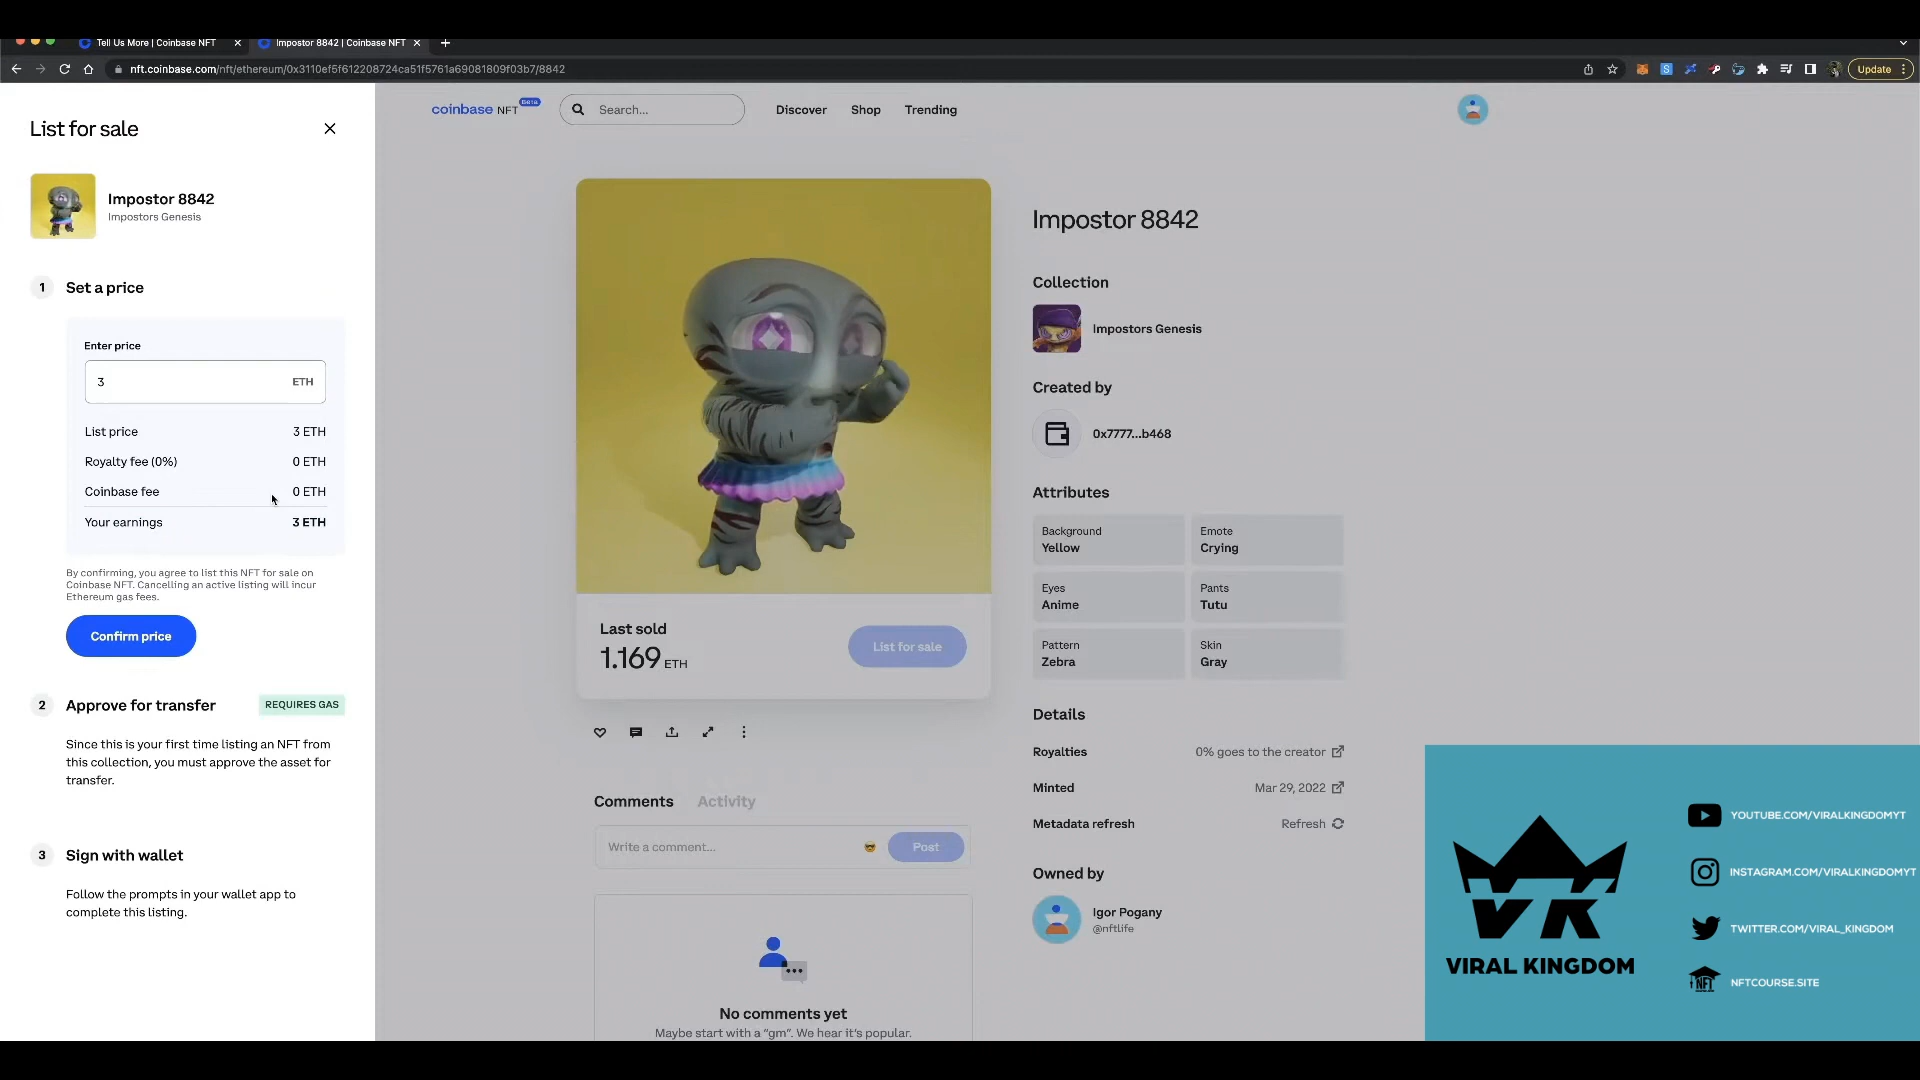 Tell Us More | Coinbase NFT
Impostor 8842 | Coinbase NFT
nft.coinbase.com/nft/ethereum/0x3110ef5f612208724ca51f5761a69081809f03b7/8842
Update
List for sale
Impostor 8842
Impostors Genesis
1 Set a price
Enter price
3 ETH
List price 3 ETH
Royalty fee (0%) 0 ETH
Coinbase fee 0 ETH
Your earnings 3 ETH
By confirming, you agree to list this NFT for sale on
Coinbase NFT. Cancelling an active listing will incur
Ethereum gas fees.
Confirm price
2 Approve for transfer REQUIRES GAS
Since this is your first time listing an NFT from
this collection, you must approve the asset for
transfer.
3 Sign with wallet
Follow the prompts in your wallet app to
complete this listing.
coinbase NFT Beta
Search...
Discover Shop Trending
Last sold
1.169 ETH
List for sale
Comments Activity
Write a comment...
Post
No comments yet
Maybe start with a “gm”. We hear it’s popular.
Impostor 8842
Collection
Impostors Genesis
Created by
0x7777...b468
Attributes
Background
Yellow
Emote
Crying
Eyes
Anime
Pants
Tutu
Pattern
Zebra
Skin
Gray
Details
Royalties 0% goes to the creator
Minted Mar 29, 2022
Metadata refresh Refresh
Owned by
Igor Pogany
@nftlife
VK
VIRAL KINGDOM
YOUTUBE.COM/VIRALKINGDOMYT
INSTAGRAM.COM/VIRALKINGDOMYT
TWITTER.COM/VIRAL_KINGDOM
NFT
NFTCOURSE.SITE